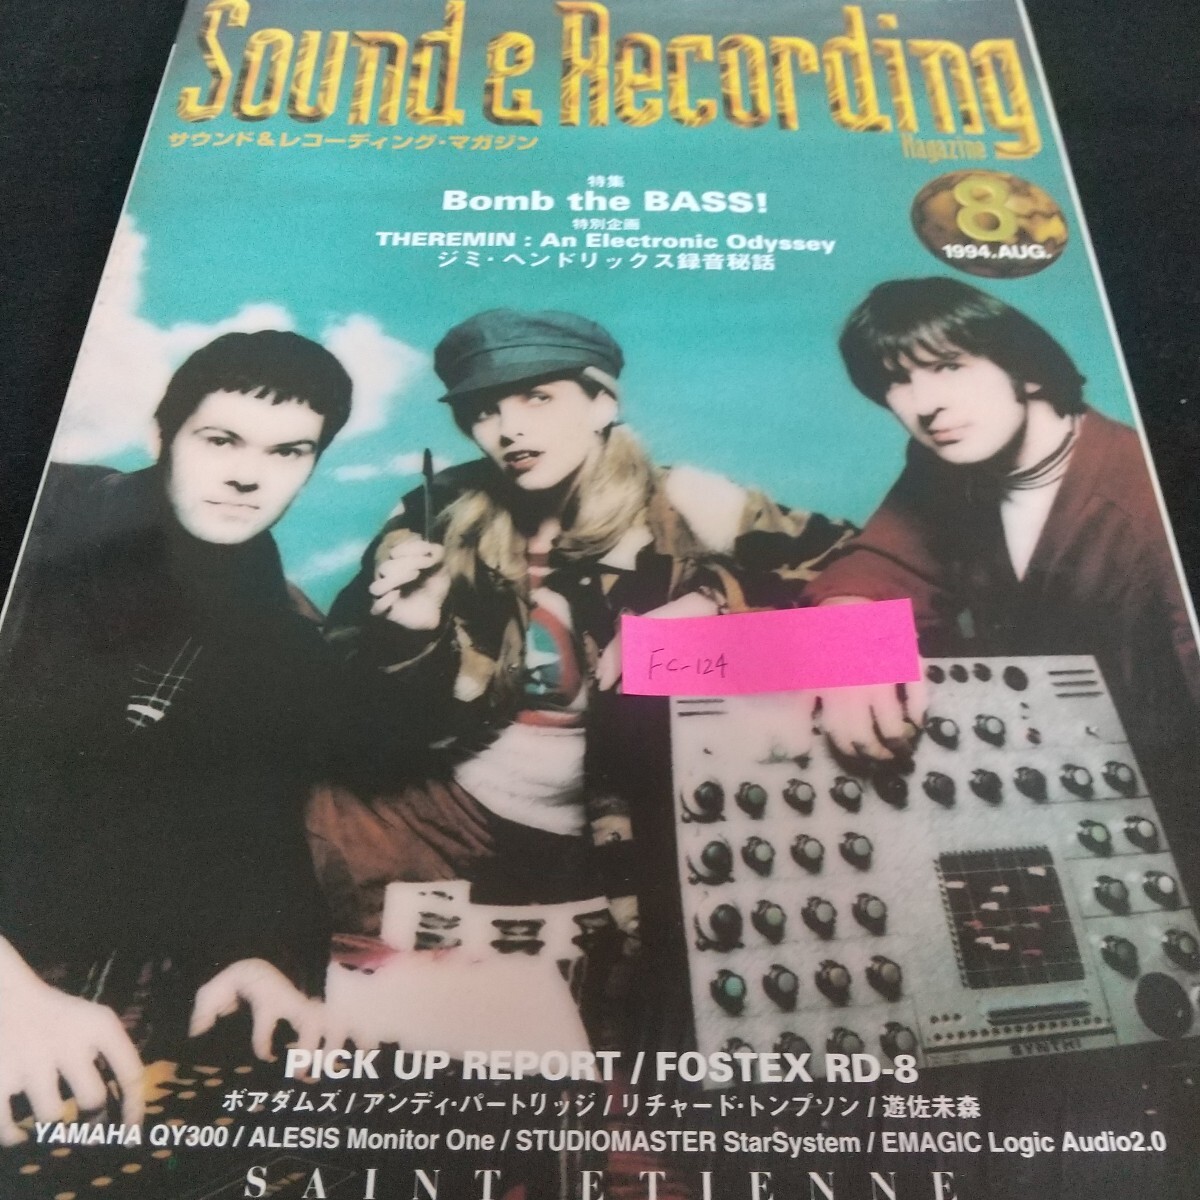 Sound & Recording
Magazine
サウンド&レコーディング・マガジン
特集
Bomb the BASS!
特別企画
THEREMIN : An Electronic Odyssey
ジミ・ヘンドリックス録音秘話
8
1994.AUG.
FC-124
SYNTHI
PICK UP REPORT / FOSTEX RD-8
ボアダムズ / アンディ・パートリッジ / リチャード・トンプソン / 遊佐未森
YAMAHA QY300 / ALESIS Monitor One / STUDIOMASTER StarSystem / EMAGIC Logic Audio2.0
SAINT ETIENNE